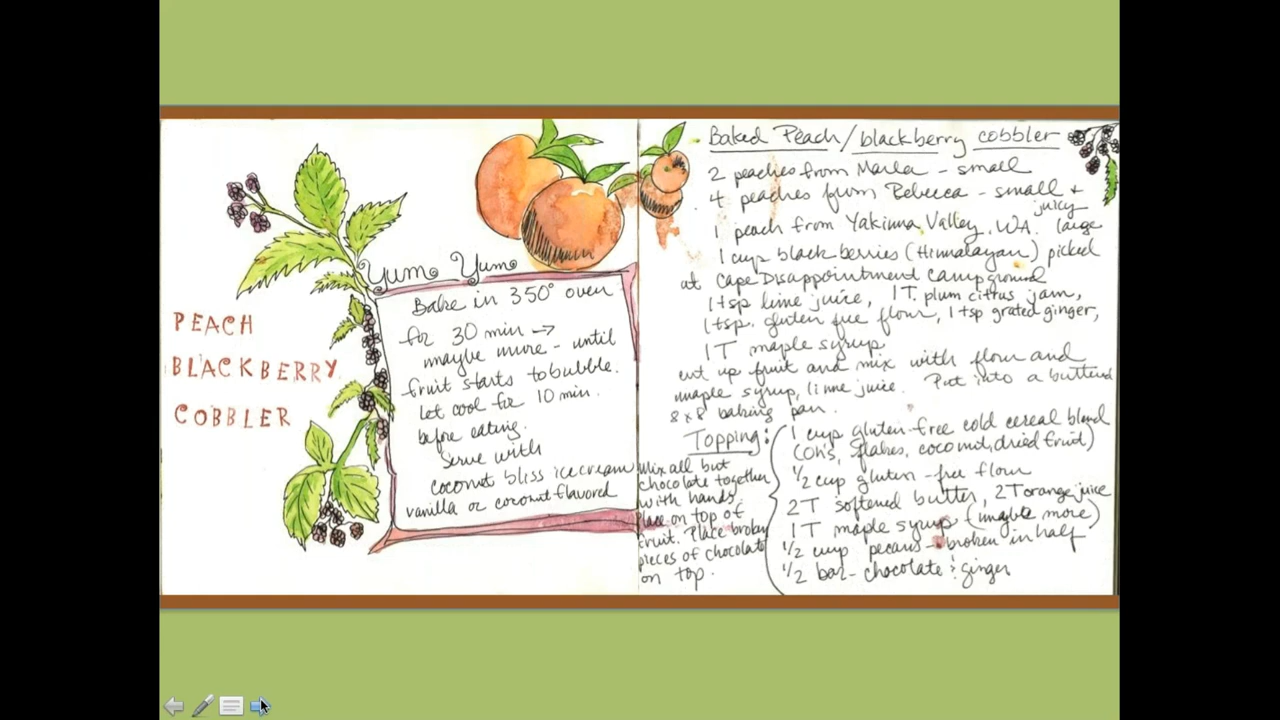 PEACH
BLACKBERRY
COBBLER
Yum Yum
Bake in 350° oven
for 30 min →
maybe more - until
fruit starts to bubble.
let cool for 10 min.
before eating.
Serve with
coconut bliss ice cream
vanilla or coconut flavored
Baked Peach/blackberry cobbler
2 peaches from Marla - small
4 peaches from Rebecca - small +
juicy
1 peach from Yakima Valley, WA. large
1 cup black berries (Himalayan) picked
at Cape Disappointment Campground
1 tsp lime juice, 1T. plum citrus jam,
1 tsp. gluten free flour, 1 tsp grated ginger,
1T maple syrup
cut up fruit and mix with flour and
maple syrup, lime juice. Put into a buttered
8x8 baking pan.
Topping:
1 cup gluten-free cold cereal blend
(Oh's, flakes, coconut, dried fruit)
1/2 cup gluten-free flour
2T softened butter, 2T orange juice
1T maple syrup (maybe more)
1/2 cup pecans - broken in half
1/2 bar - chocolate & ginger
Mix all but
chocolate together
with hands.
Place on top of
fruit. Place broken
pieces of chocolate
on top.